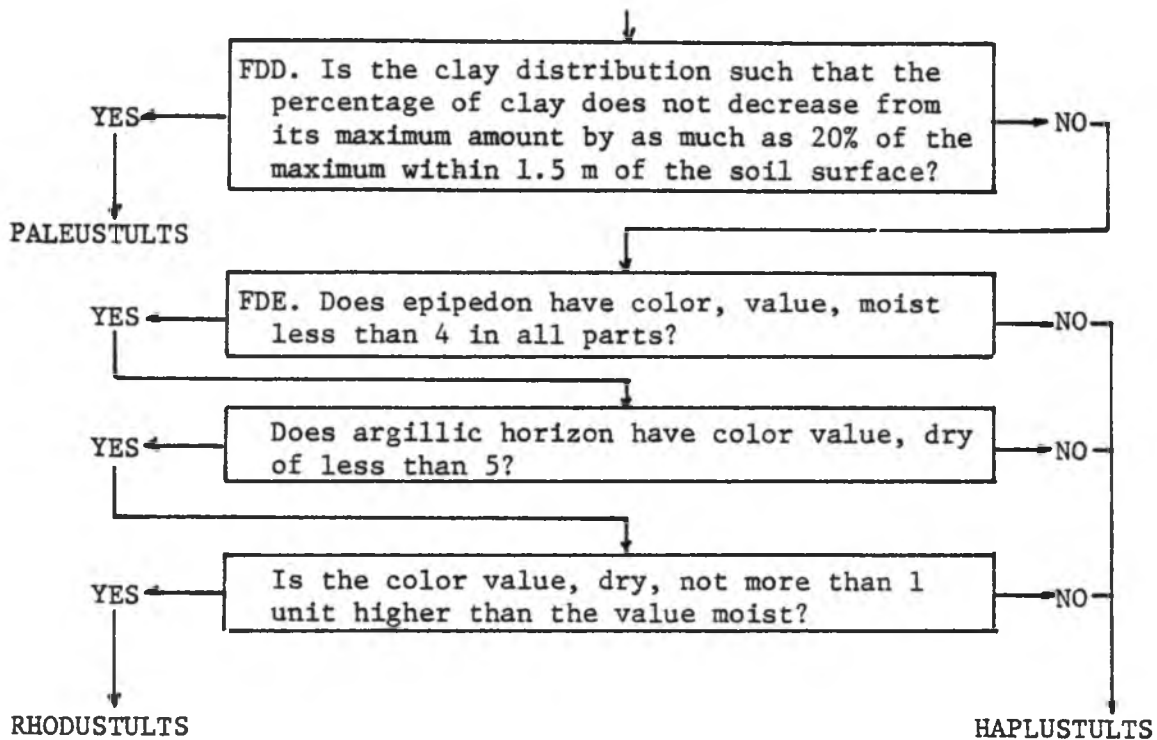 FDD. Is the clay distribution such that the
percentage of clay does not decrease from
its maximum amount by as much as 20% of the
maximum within 1.5 m of the soil surface?
YES
NO
PALEUSTULTS
FDE. Does epipedon have color, value, moist
less than 4 in all parts?
YES
NO
Does argillic horizon have color value, dry
of less than 5?
YES
NO
Is the color value, dry, not more than 1
unit higher than the value moist?
YES
NO
RHODUSTULTS
HAPLUSTULTS